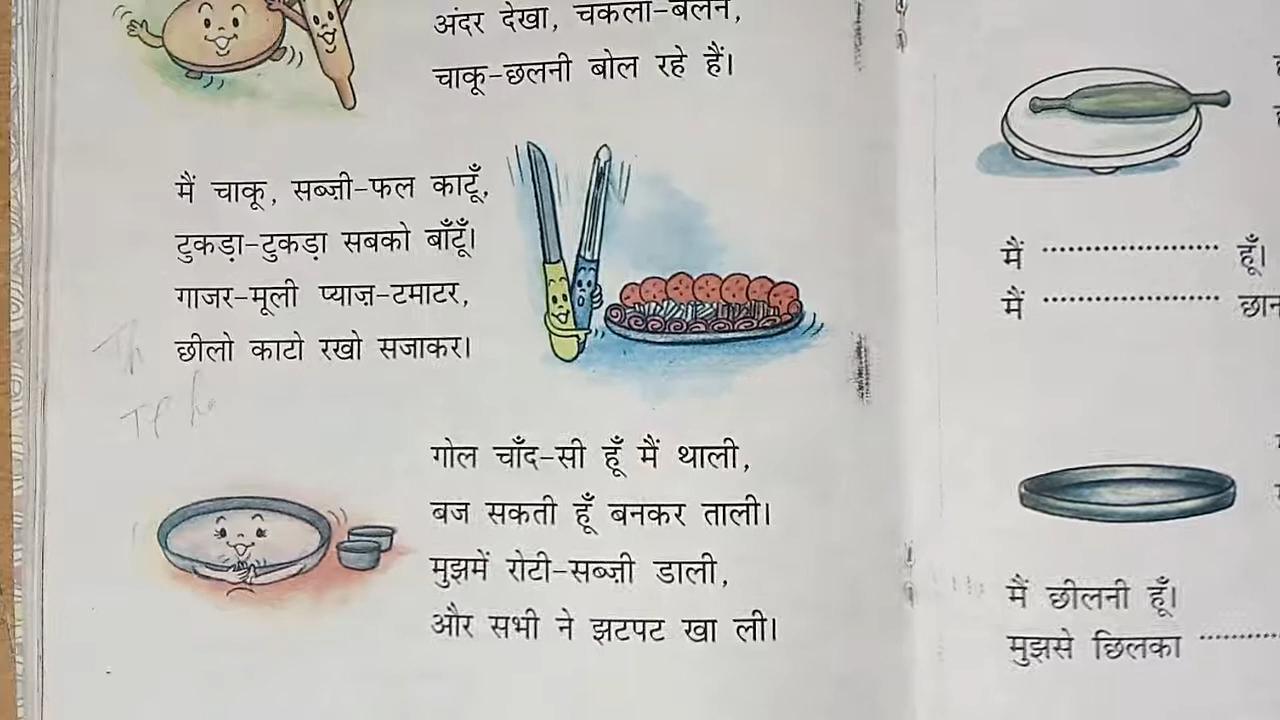 अंदर देखा, चकला-बेलन,
चाकू-छलनी बोल रहे हैं।
मैं चाकू, सब्ज़ी-फल काटूँ,
टुकड़ा-टुकड़ा सबको बाँटूँ।
गाजर-मूली प्याज़-टमाटर,
छीलो काटो रखो सजाकर।
गोल चाँद-सी हूँ मैं थाली,
बज सकती हूँ बनकर ताली।
मुझमें रोटी-सब्ज़ी डाली,
और सभी ने झटपट खा ली।
मैं .................... हूँ।
मैं ....................
मैं छीलनी हूँ।
मुझसे छिलका ..........